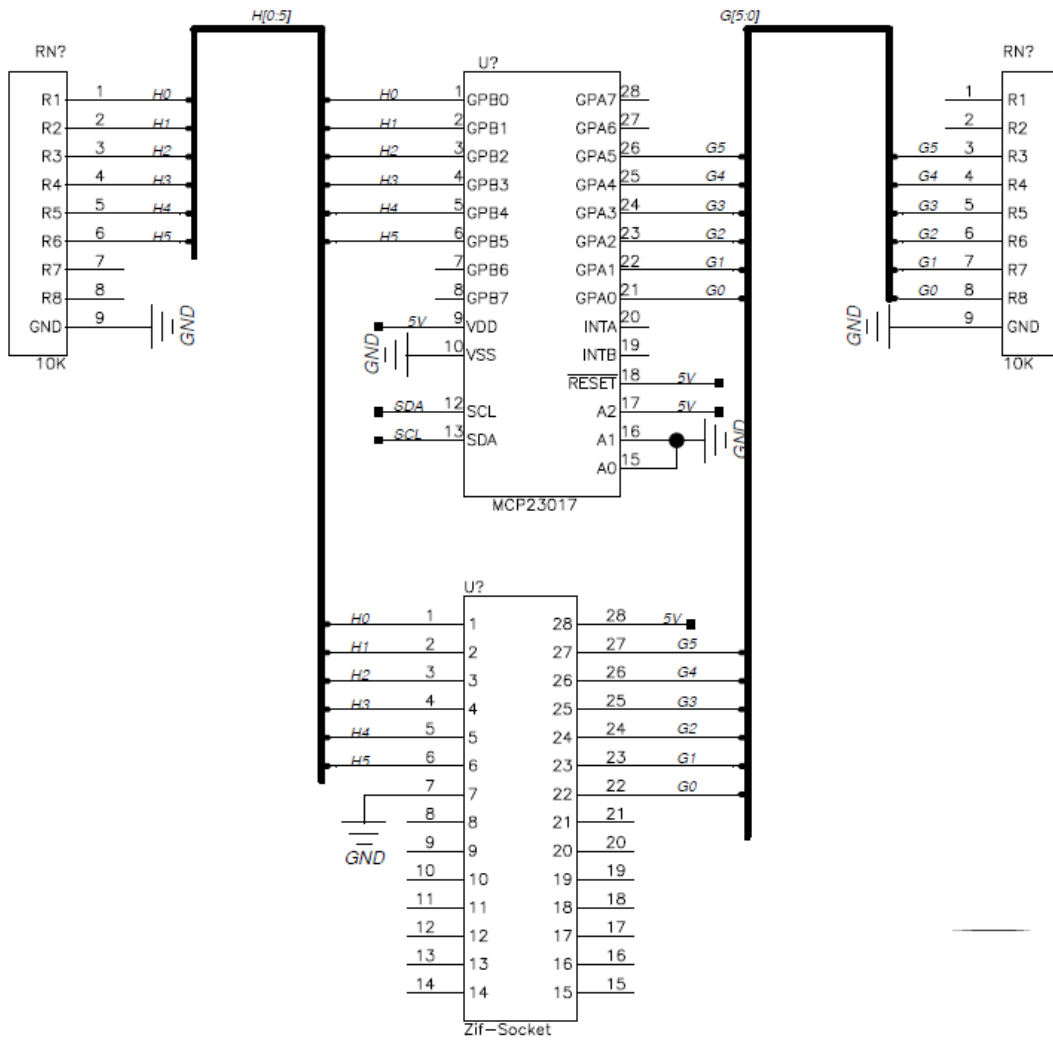 H[0:5] G[5:0]
RN? U? RN?
R1 1 H0 H0 1 GPB0 GPA7 28 1 R1
R2 2 H1 H1 2 GPB1 GPA6 27 2 R2
R3 3 H2 H2 3 GPB2 GPA5 26 G5 G5 3 R3
R4 4 H3 H3 4 GPB3 GPA4 25 G4 G4 4 R4
R5 5 H4 H4 5 GPB4 GPA3 24 G3 G3 5 R5
R6 6 H5 H5 6 GPB5 GPA2 23 G2 G2 6 R6
R7 7 7 GPB6 GPA1 22 G1 G1 7 R7
R8 8 8 GPB7 GPA0 21 G0 G0 8 R8
GND 9 GND 5V 9 VDD INTA 20 GND 9 GND
10K GND 10 VSS INTB 19 10K
RESET 18 5V
SDA 12 SCL A2 17 5V
SCL 13 SDA A1 16 GND
A0 15
MCP23017
U?
H0 1 1 28 28 5V
H1 2 2 27 27 G5
H2 3 3 26 26 G4
H3 4 4 25 25 G3
H4 5 5 24 24 G2
H5 6 6 23 23 G1
7 7 22 22 G0
8 8 21 21
GND 9 9 20 20
10 10 19 19
11 11 18 18
12 12 17 17
13 13 16 16
14 14 15 15
Zif-Socket